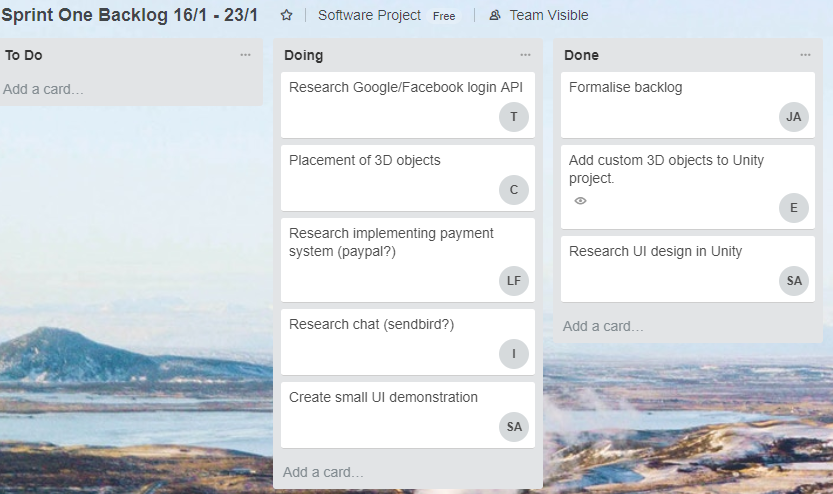 Sprint One Backlog 16/1 - 23/1 Software Project Free Team Visible
To Do
Add a card…
Doing
Research Google/Facebook login API
T
Placement of 3D objects
C
Research implementing payment
system (paypal?)
LF
Research chat (sendbird?)
I
Create small UI demonstration
SA
Add a card…
Done
Formalise backlog
JA
Add custom 3D objects to Unity
project.
E
Research UI design in Unity
SA
Add a card…